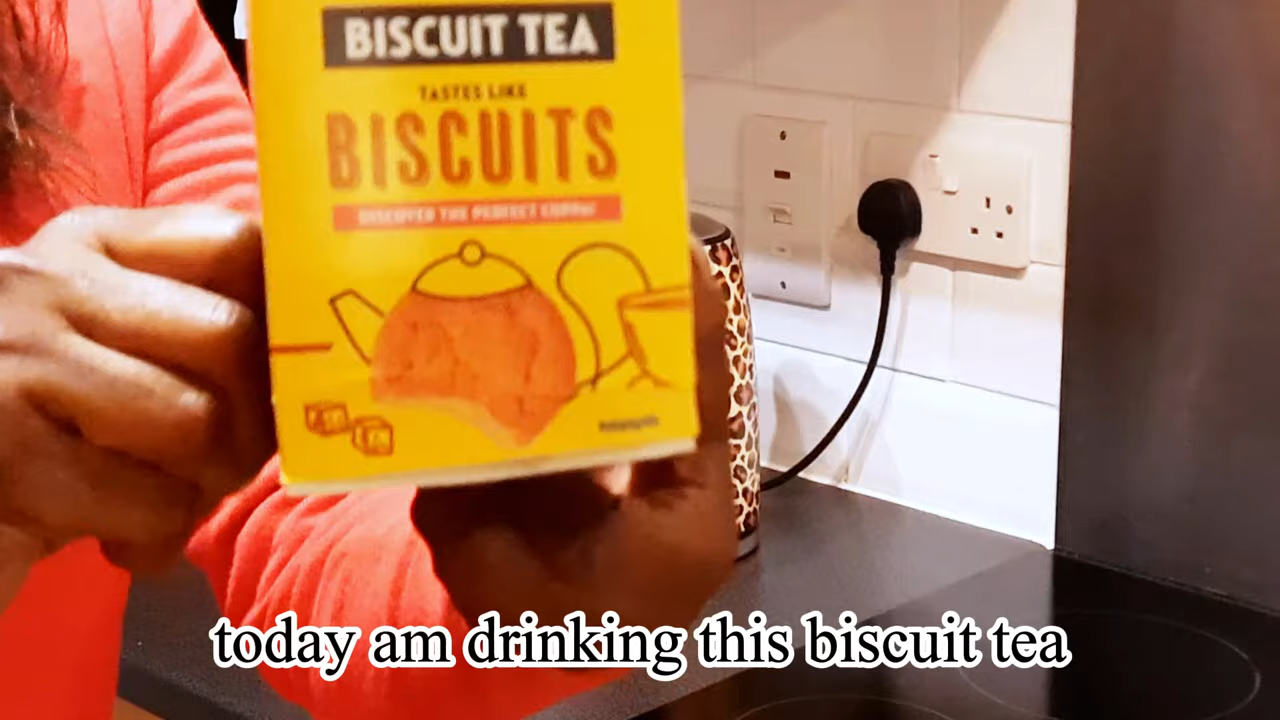 BISCUIT TEA
TASTES LIKE
BISCUITS
DISCOVER THE PERFECT CUPPA!
today am drinking this biscuit tea